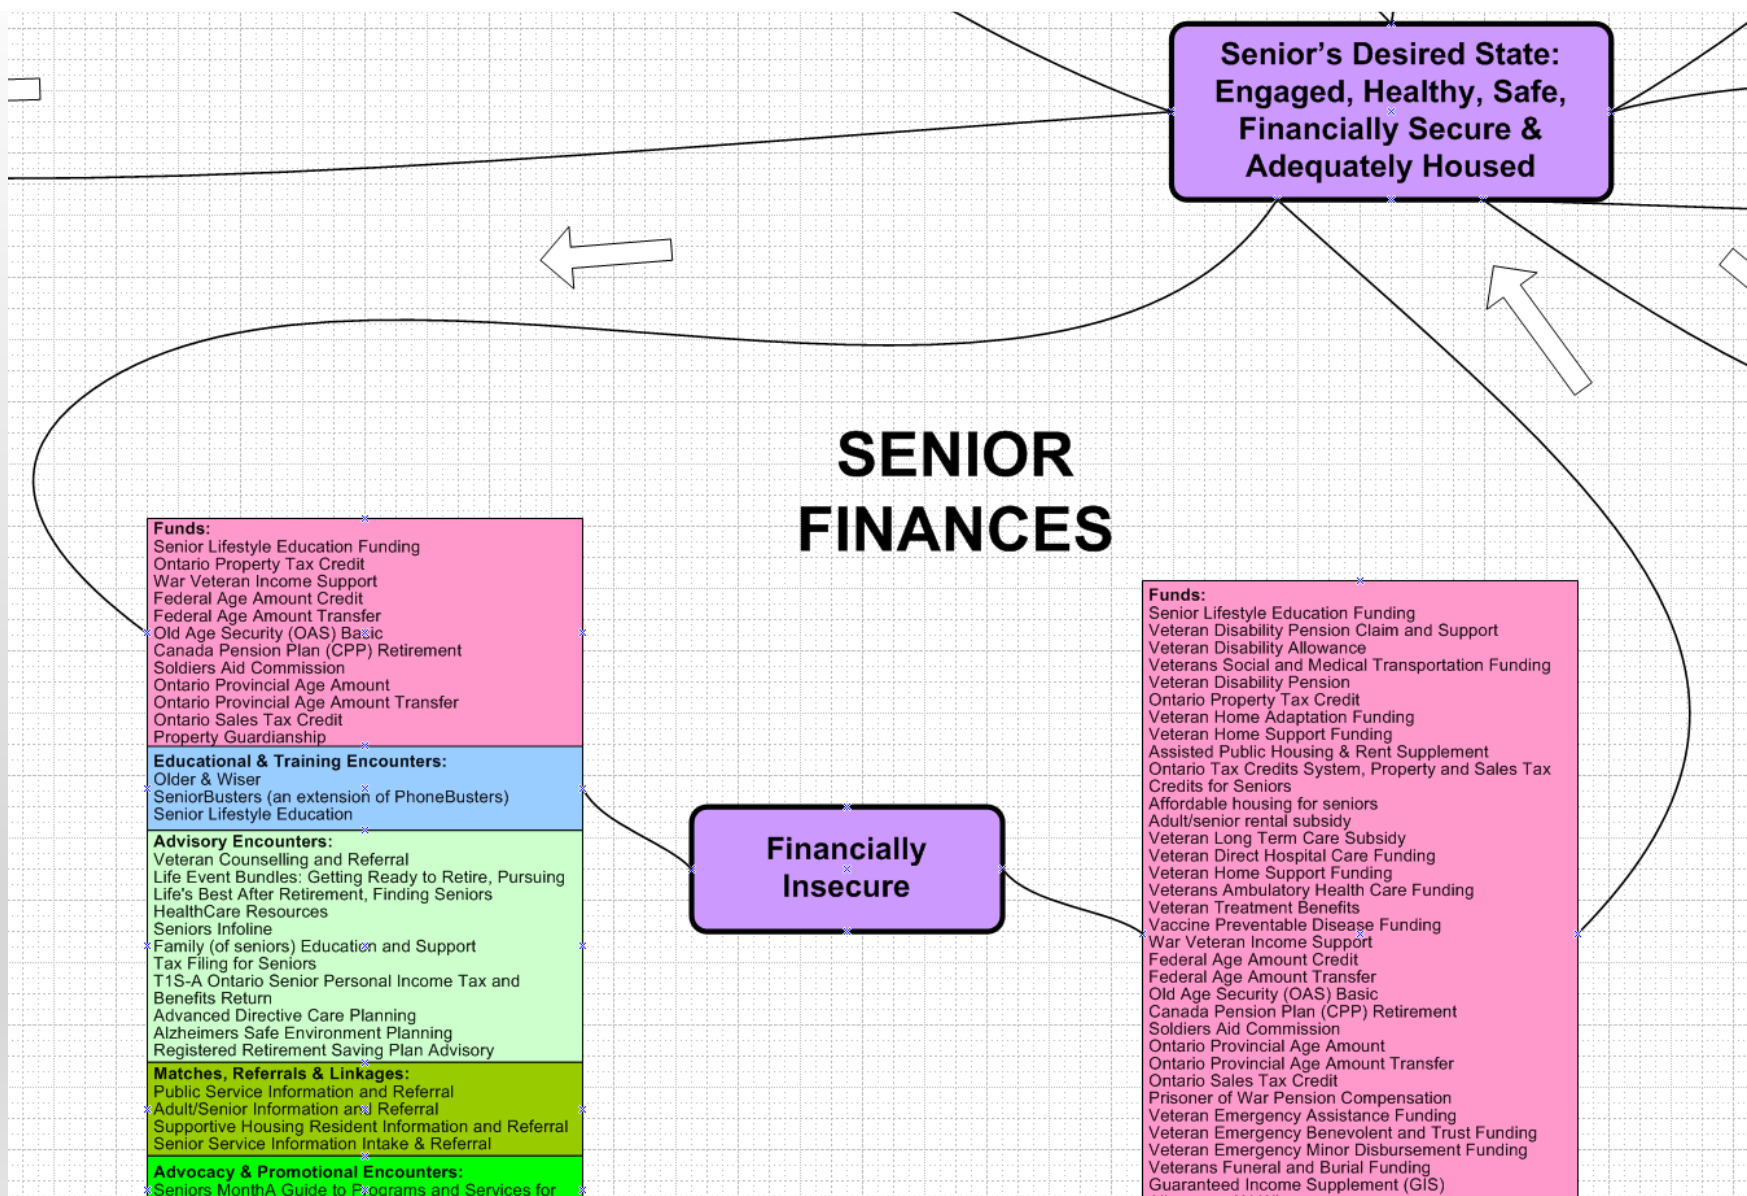 Senior’s Desired State:
Engaged, Healthy, Safe,
Financially Secure &
Adequately Housed
SENIOR
FINANCES
Funds:
Senior Lifestyle Education Funding
Ontario Property Tax Credit
War Veteran Income Support
Federal Age Amount Credit
Federal Age Amount Transfer
Old Age Security (OAS) Basic
Canada Pension Plan (CPP) Retirement
Soldiers Aid Commission
Ontario Provincial Age Amount
Ontario Provincial Age Amount Transfer
Ontario Sales Tax Credit
Property Guardianship
Educational & Training Encounters:
Older & Wiser
SeniorBusters (an extension of PhoneBusters)
Senior Lifestyle Education
Advisory Encounters:
Veteran Counselling and Referral
Life Event Bundles: Getting Ready to Retire, Pursuing
Life's Best After Retirement, Finding Seniors
HealthCare Resources
Seniors Infoline
Family (of seniors) Education and Support
Tax Filing for Seniors
T1S-A Ontario Senior Personal Income Tax and
Benefits Return
Advanced Directive Care Planning
Alzheimers Safe Environment Planning
Registered Retirement Saving Plan Advisory
Matches, Referrals & Linkages:
Public Service Information and Referral
Adult/Senior Information and Referral
Supportive Housing Resident Information and Referral
Senior Service Information Intake & Referral
Advocacy & Promotional Encounters:
Seniors MonthA Guide to Programs and Services for
Financially
Insecure
Funds:
Senior Lifestyle Education Funding
Veteran Disability Pension Claim and Support
Veteran Disability Allowance
Veterans Social and Medical Transportation Funding
Veteran Disability Pension
Ontario Property Tax Credit
Veteran Home Adaptation Funding
Veteran Home Support Funding
Assisted Public Housing & Rent Supplement
Ontario Tax Credits System, Property and Sales Tax
Credits for Seniors
Affordable housing for seniors
Adult/senior rental subsidy
Veteran Long Term Care Subsidy
Veteran Direct Hospital Care Funding
Veteran Home Support Funding
Veterans Ambulatory Health Care Funding
Veteran Treatment Benefits
Vaccine Preventable Disease Funding
War Veteran Income Support
Federal Age Amount Credit
Federal Age Amount Transfer
Old Age Security (OAS) Basic
Canada Pension Plan (CPP) Retirement
Soldiers Aid Commission
Ontario Provincial Age Amount
Ontario Provincial Age Amount Transfer
Ontario Sales Tax Credit
Prisoner of War Pension Compensation
Veteran Emergency Assistance Funding
Veteran Emergency Benevolent and Trust Funding
Veteran Emergency Minor Disbursement Funding
Veterans Funeral and Burial Funding
Guaranteed Income Supplement (GIS)